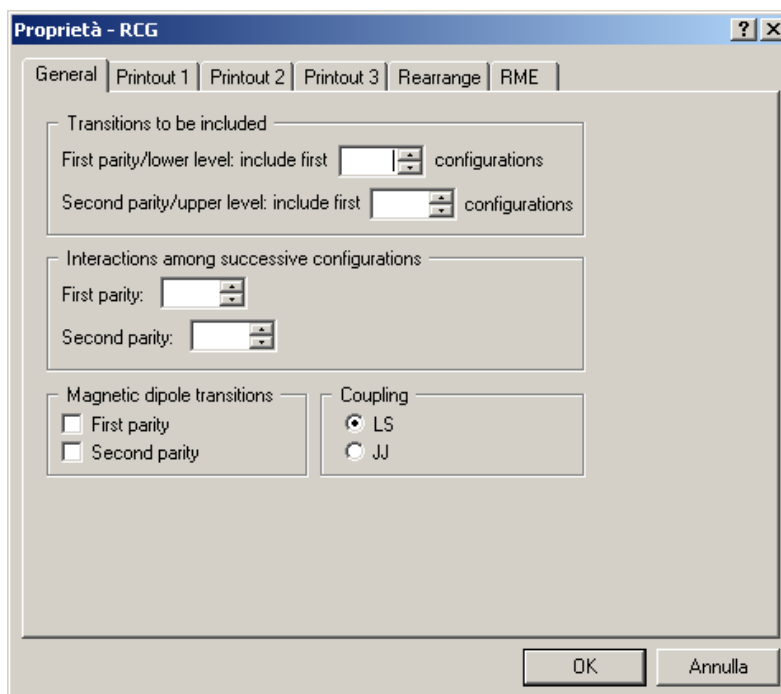 Proprietà - RCG
General Printout 1 Printout 2 Printout 3 Rearrange RME
Transitions to be included
First parity/lower level: include first configurations
Second parity/upper level: include first configurations
Interactions among successive configurations
First parity:
Second parity:
Magnetic dipole transitions
First parity
Second parity
Coupling
LS
JJ
OK Annulla